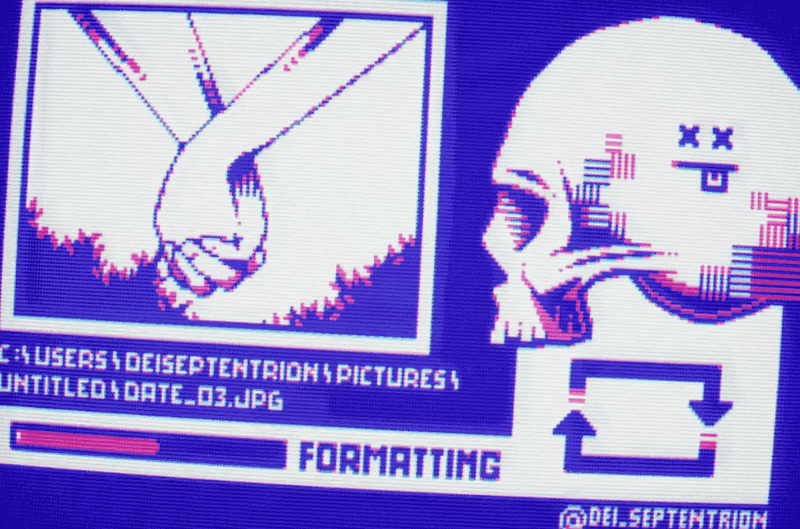 C:\USERS\DEISEPTENTRION\PICTURES\
UNTITLED\DATE_03.JPG
FORMATTING
@DEI_SEPTENTRION